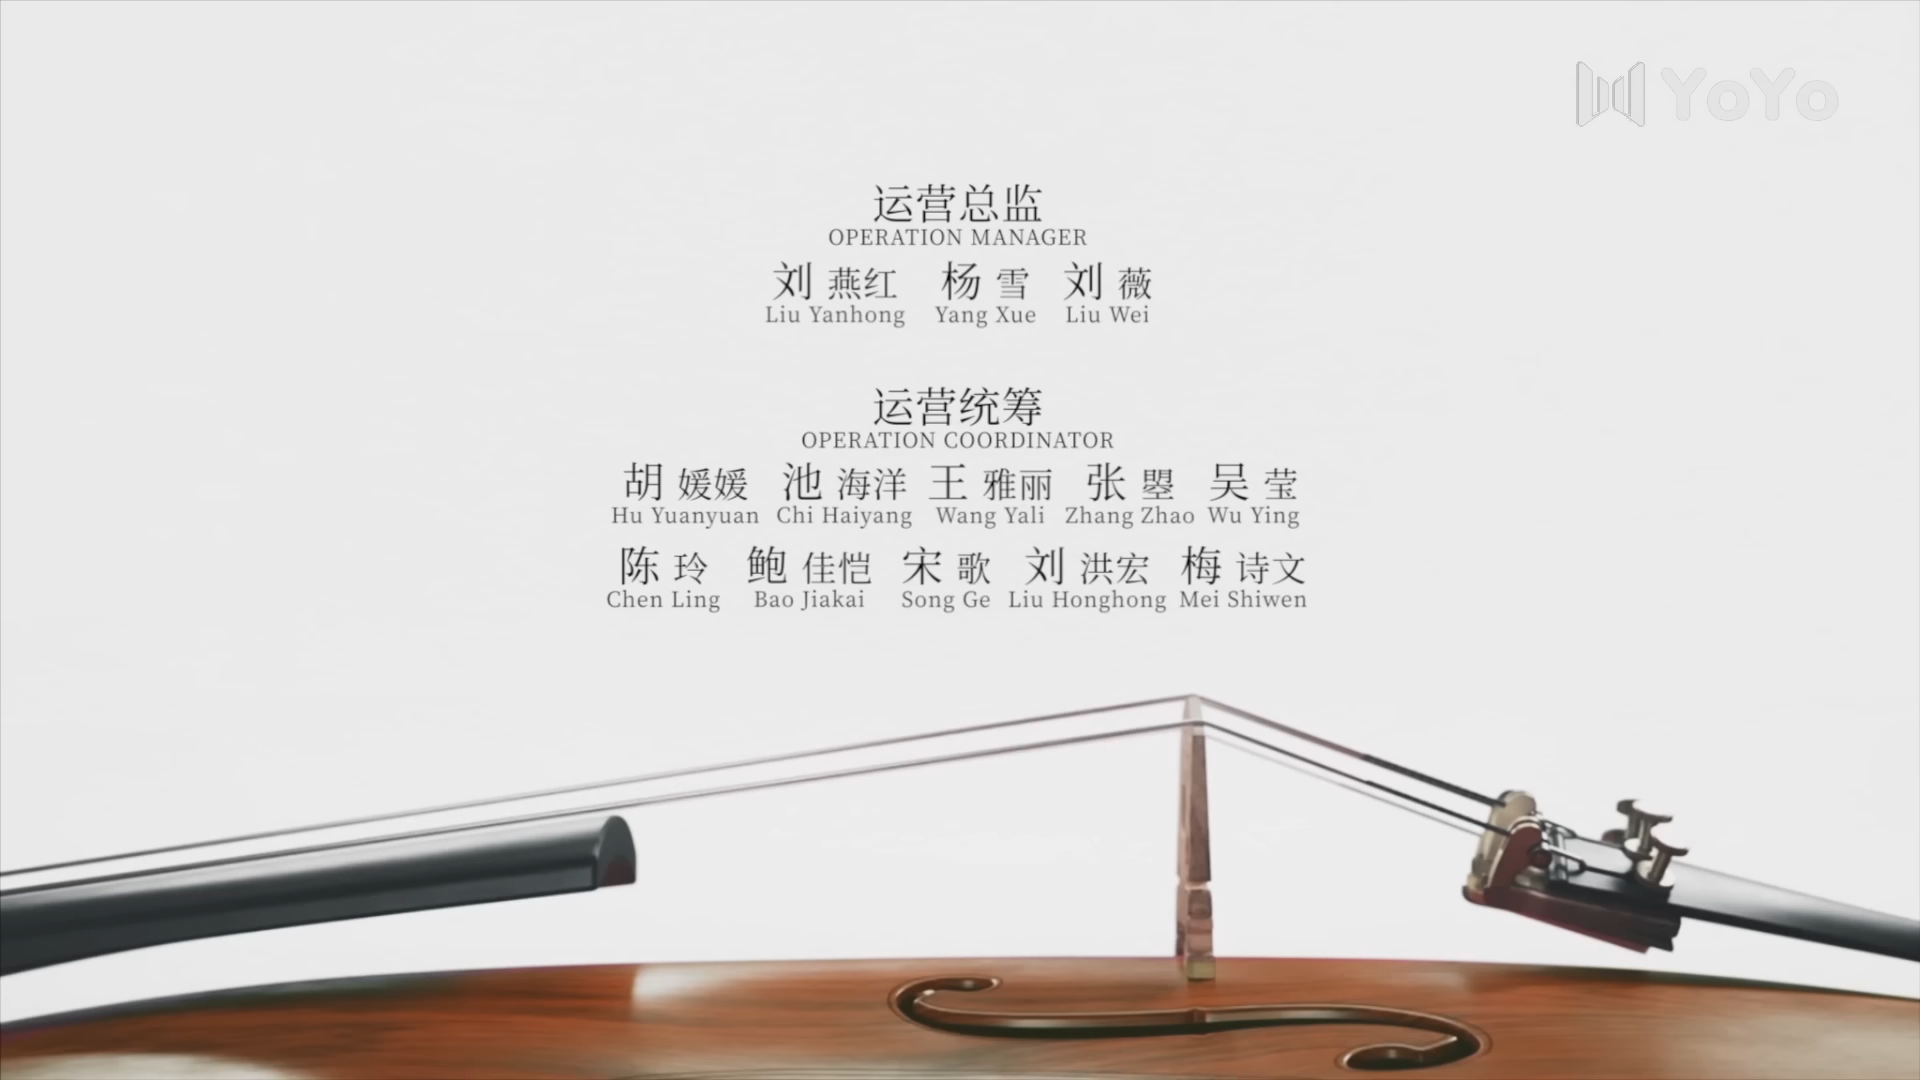 YoYo
运营总监
OPERATION MANAGER
刘 燕红 杨 雪 刘 薇
Liu Yanhong Yang Xue Liu Wei
运营统筹
OPERATION COORDINATOR
胡 媛媛 池 海洋 王 雅丽 张 曌 吴 莹
Hu Yuanyuan Chi Haiyang Wang Yali Zhang Zhao Wu Ying
陈 玲 鲍 佳恺 宋 歌 刘 洪宏 梅 诗文
Chen Ling Bao Jiakai Song Ge Liu Honghong Mei Shiwen